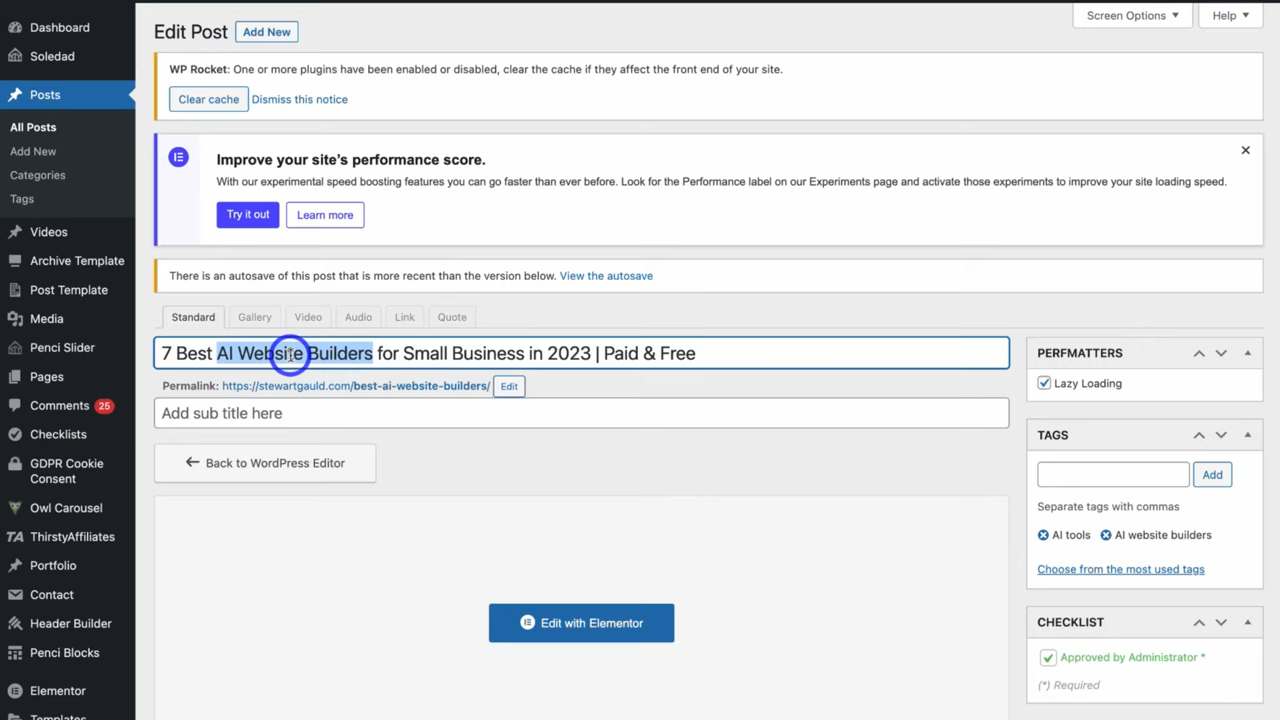 Screen Options
Help
Dashboard
Soledad
Posts
All Posts
Add New
Categories
Tags
Videos
Archive Template
Post Template
Media
Penci Slider
Pages
Comments 25
Checklists
GDPR Cookie
Consent
Owl Carousel
TA ThirstyAffiliates
Portfolio
Contact
Header Builder
Penci Blocks
Elementor
Templates
Edit Post Add New
WP Rocket: One or more plugins have been enabled or disabled, clear the cache if they affect the front end of your site.
Clear cache Dismiss this notice
Improve your site's performance score.
With our experimental speed boosting features you can go faster than ever before. Look for the Performance label on our Experiments page and activate those experiments to improve your site loading speed.
Try it out Learn more
There is an autosave of this post that is more recent than the version below. View the autosave
Standard Gallery Video Audio Link Quote
7 Best AI Website Builders for Small Business in 2023 | Paid & Free
Permalink: https://stewartgauld.com/best-ai-website-builders/ Edit
Add sub title here
Back to WordPress Editor
Edit with Elementor
PERFMATTERS
Lazy Loading
TAGS
Add
Separate tags with commas
AI tools AI website builders
Choose from the most used tags
CHECKLIST
Approved by Administrator *
(*) Required